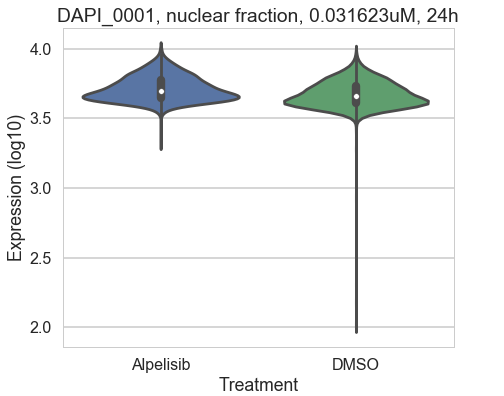 DAPI_0001, nuclear fraction, 0.031623uM, 24h
4.0
3.5
3.0
2.5
2.0
Expression (log10)
Alpelisib
DMSO
Treatment